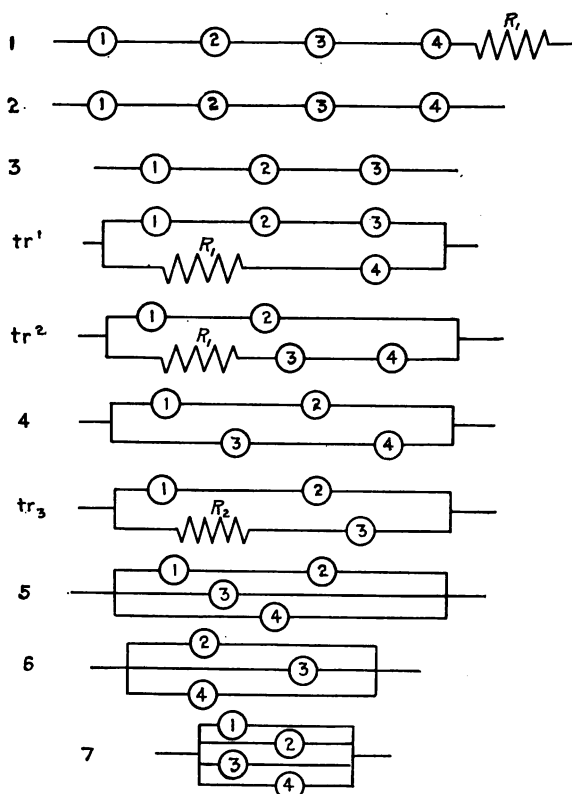 1 ① ② ③ ④ R₁
2 ① ② ③ ④
3 ① ② ③
tr¹ ① ② ③
R₁ ④
tr² ① ②
R₁ ③ ④
4 ① ②
③ ④
tr₃ ① ②
R₂ ③
5 ① ②
③
④
6 ②
③
④
7 ①
②
③
④